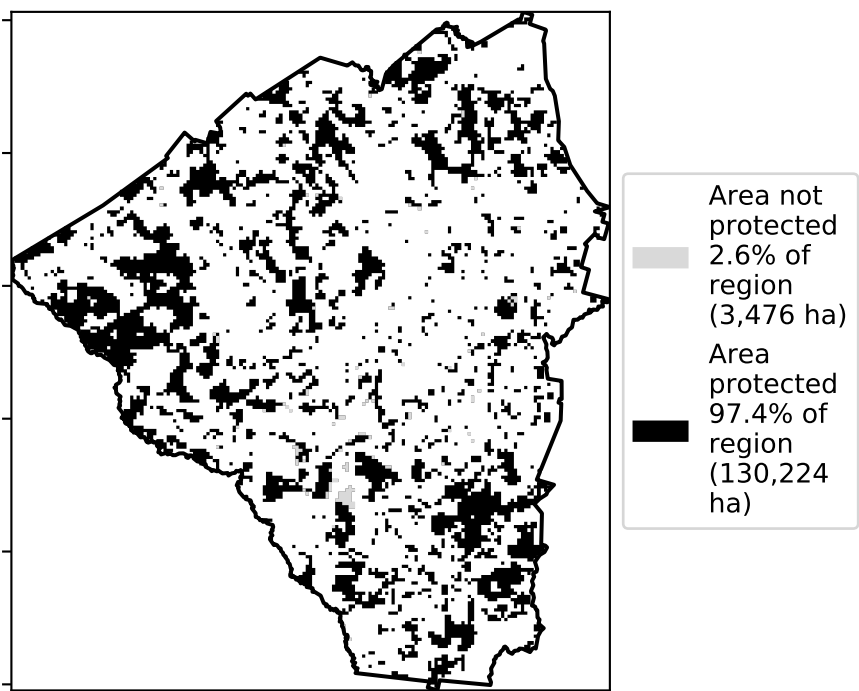 Area not
protected
2.6% of
region
(3,476 ha)
Area
protected
97.4% of
region
(130,224
ha)